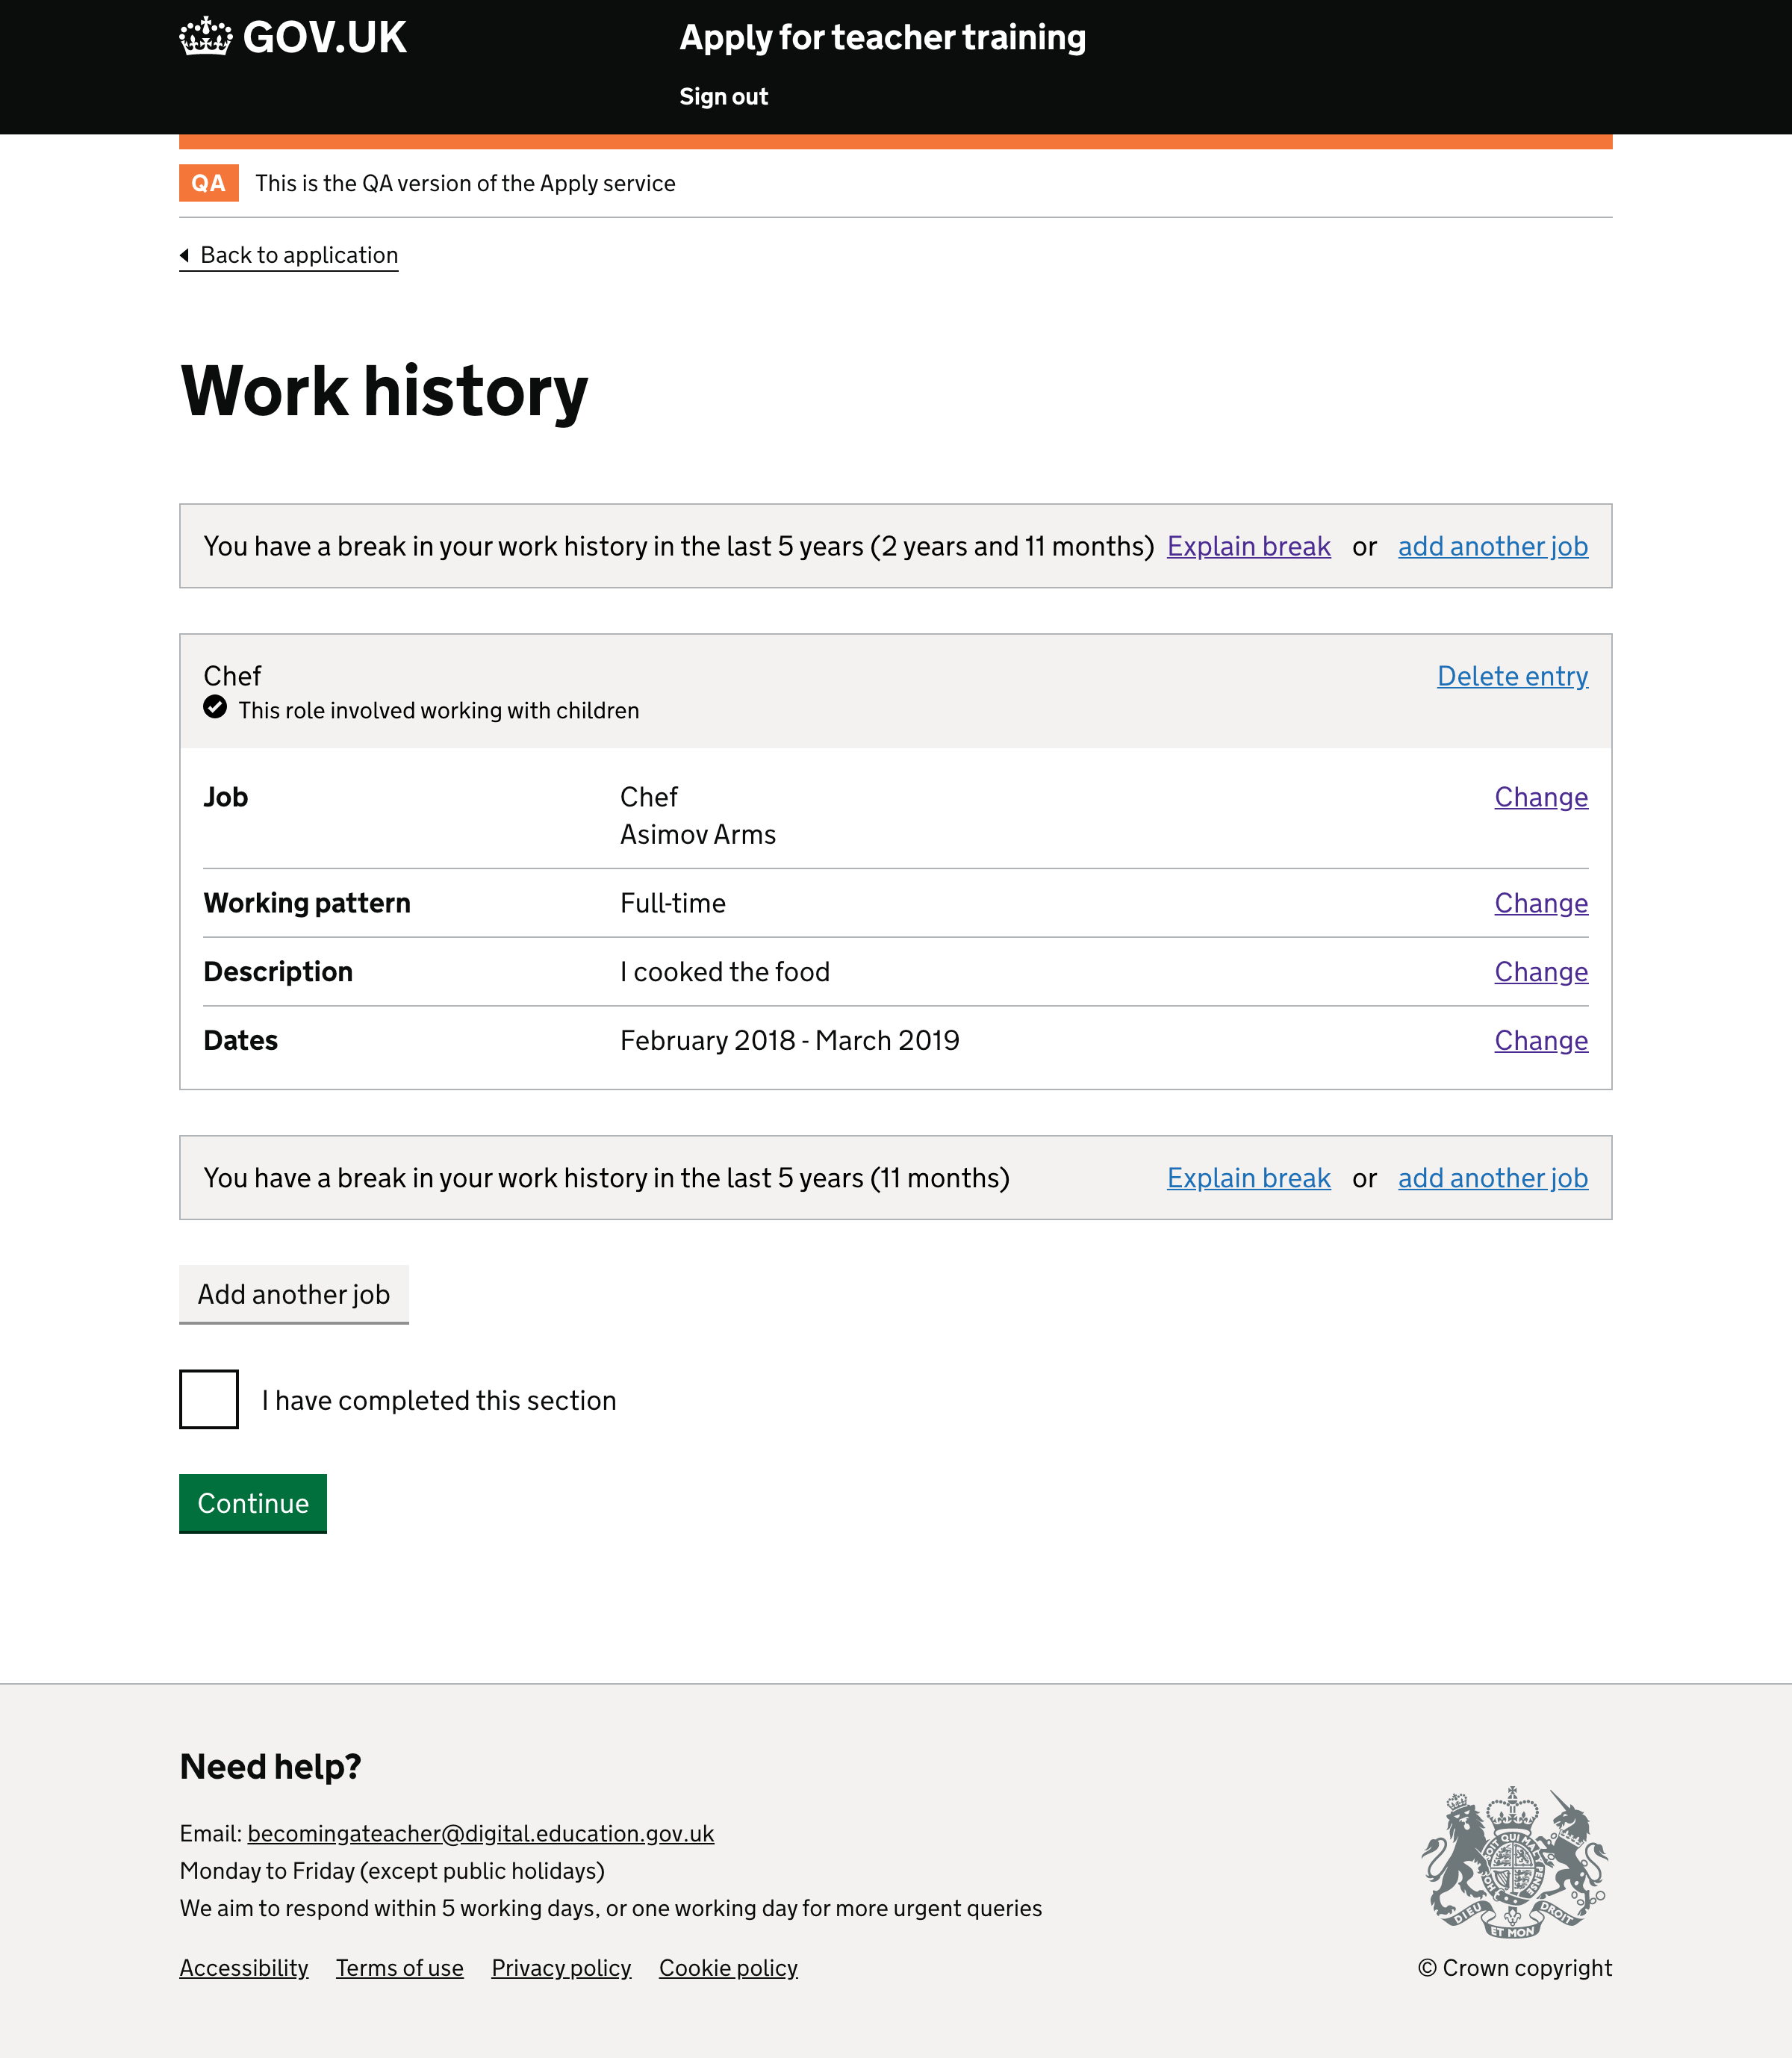 GOV.UK
Apply for teacher training
Sign out
QA This is the QA version of the Apply service
Back to application
Work history
You have a break in your work history in the last 5 years (2 years and 11 months) Explain break or add another job
Chef Delete entry
This role involved working with children
Job Chef Change
Asimov Arms
Working pattern Full-time Change
Description I cooked the food Change
Dates February 2018 - March 2019 Change
You have a break in your work history in the last 5 years (11 months) Explain break or add another job
Add another job
I have completed this section
Continue
Need help?
Email: becomingateacher@digital.education.gov.uk
Monday to Friday (except public holidays)
We aim to respond within 5 working days, or one working day for more urgent queries
DIEU ET MON DROIT
Accessibility Terms of use Privacy policy Cookie policy © Crown copyright